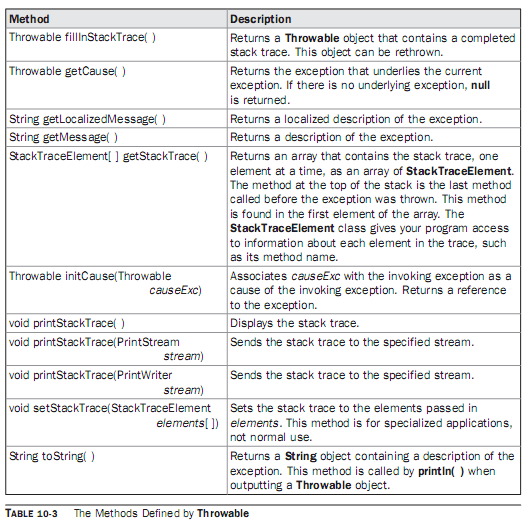 Method Description
Throwable fillInStackTrace( ) Returns a Throwable object that contains a completed
stack trace. This object can be rethrown.
Throwable getCause( ) Returns the exception that underlies the current
exception. If there is no underlying exception, null
is returned.
String getLocalizedMessage( ) Returns a localized description of the exception.
String getMessage( ) Returns a description of the exception.
StackTraceElement[ ] getStackTrace( ) Returns an array that contains the stack trace, one
element at a time, as an array of StackTraceElement.
The method at the top of the stack is the last method
called before the exception was thrown. This method
is found in the first element of the array. The
StackTraceElement class gives your program access
to information about each element in the trace, such
as its method name.
Throwable initCause(Throwable Associates causeExc with the invoking exception as a
causeExc) cause of the invoking exception. Returns a reference
to the exception.
void printStackTrace( ) Displays the stack trace.
void printStackTrace(PrintStream Sends the stack trace to the specified stream.
stream)
void printStackTrace(PrintWriter Sends the stack trace to the specified stream.
stream)
void setStackTrace(StackTraceElement Sets the stack trace to the elements passed in
elements[ ]) elements. This method is for specialized applications,
not normal use.
String toString( ) Returns a String object containing a description of the
exception. This method is called by println( ) when
outputting a Throwable object.
TABLE 10-3 The Methods Defined by Throwable